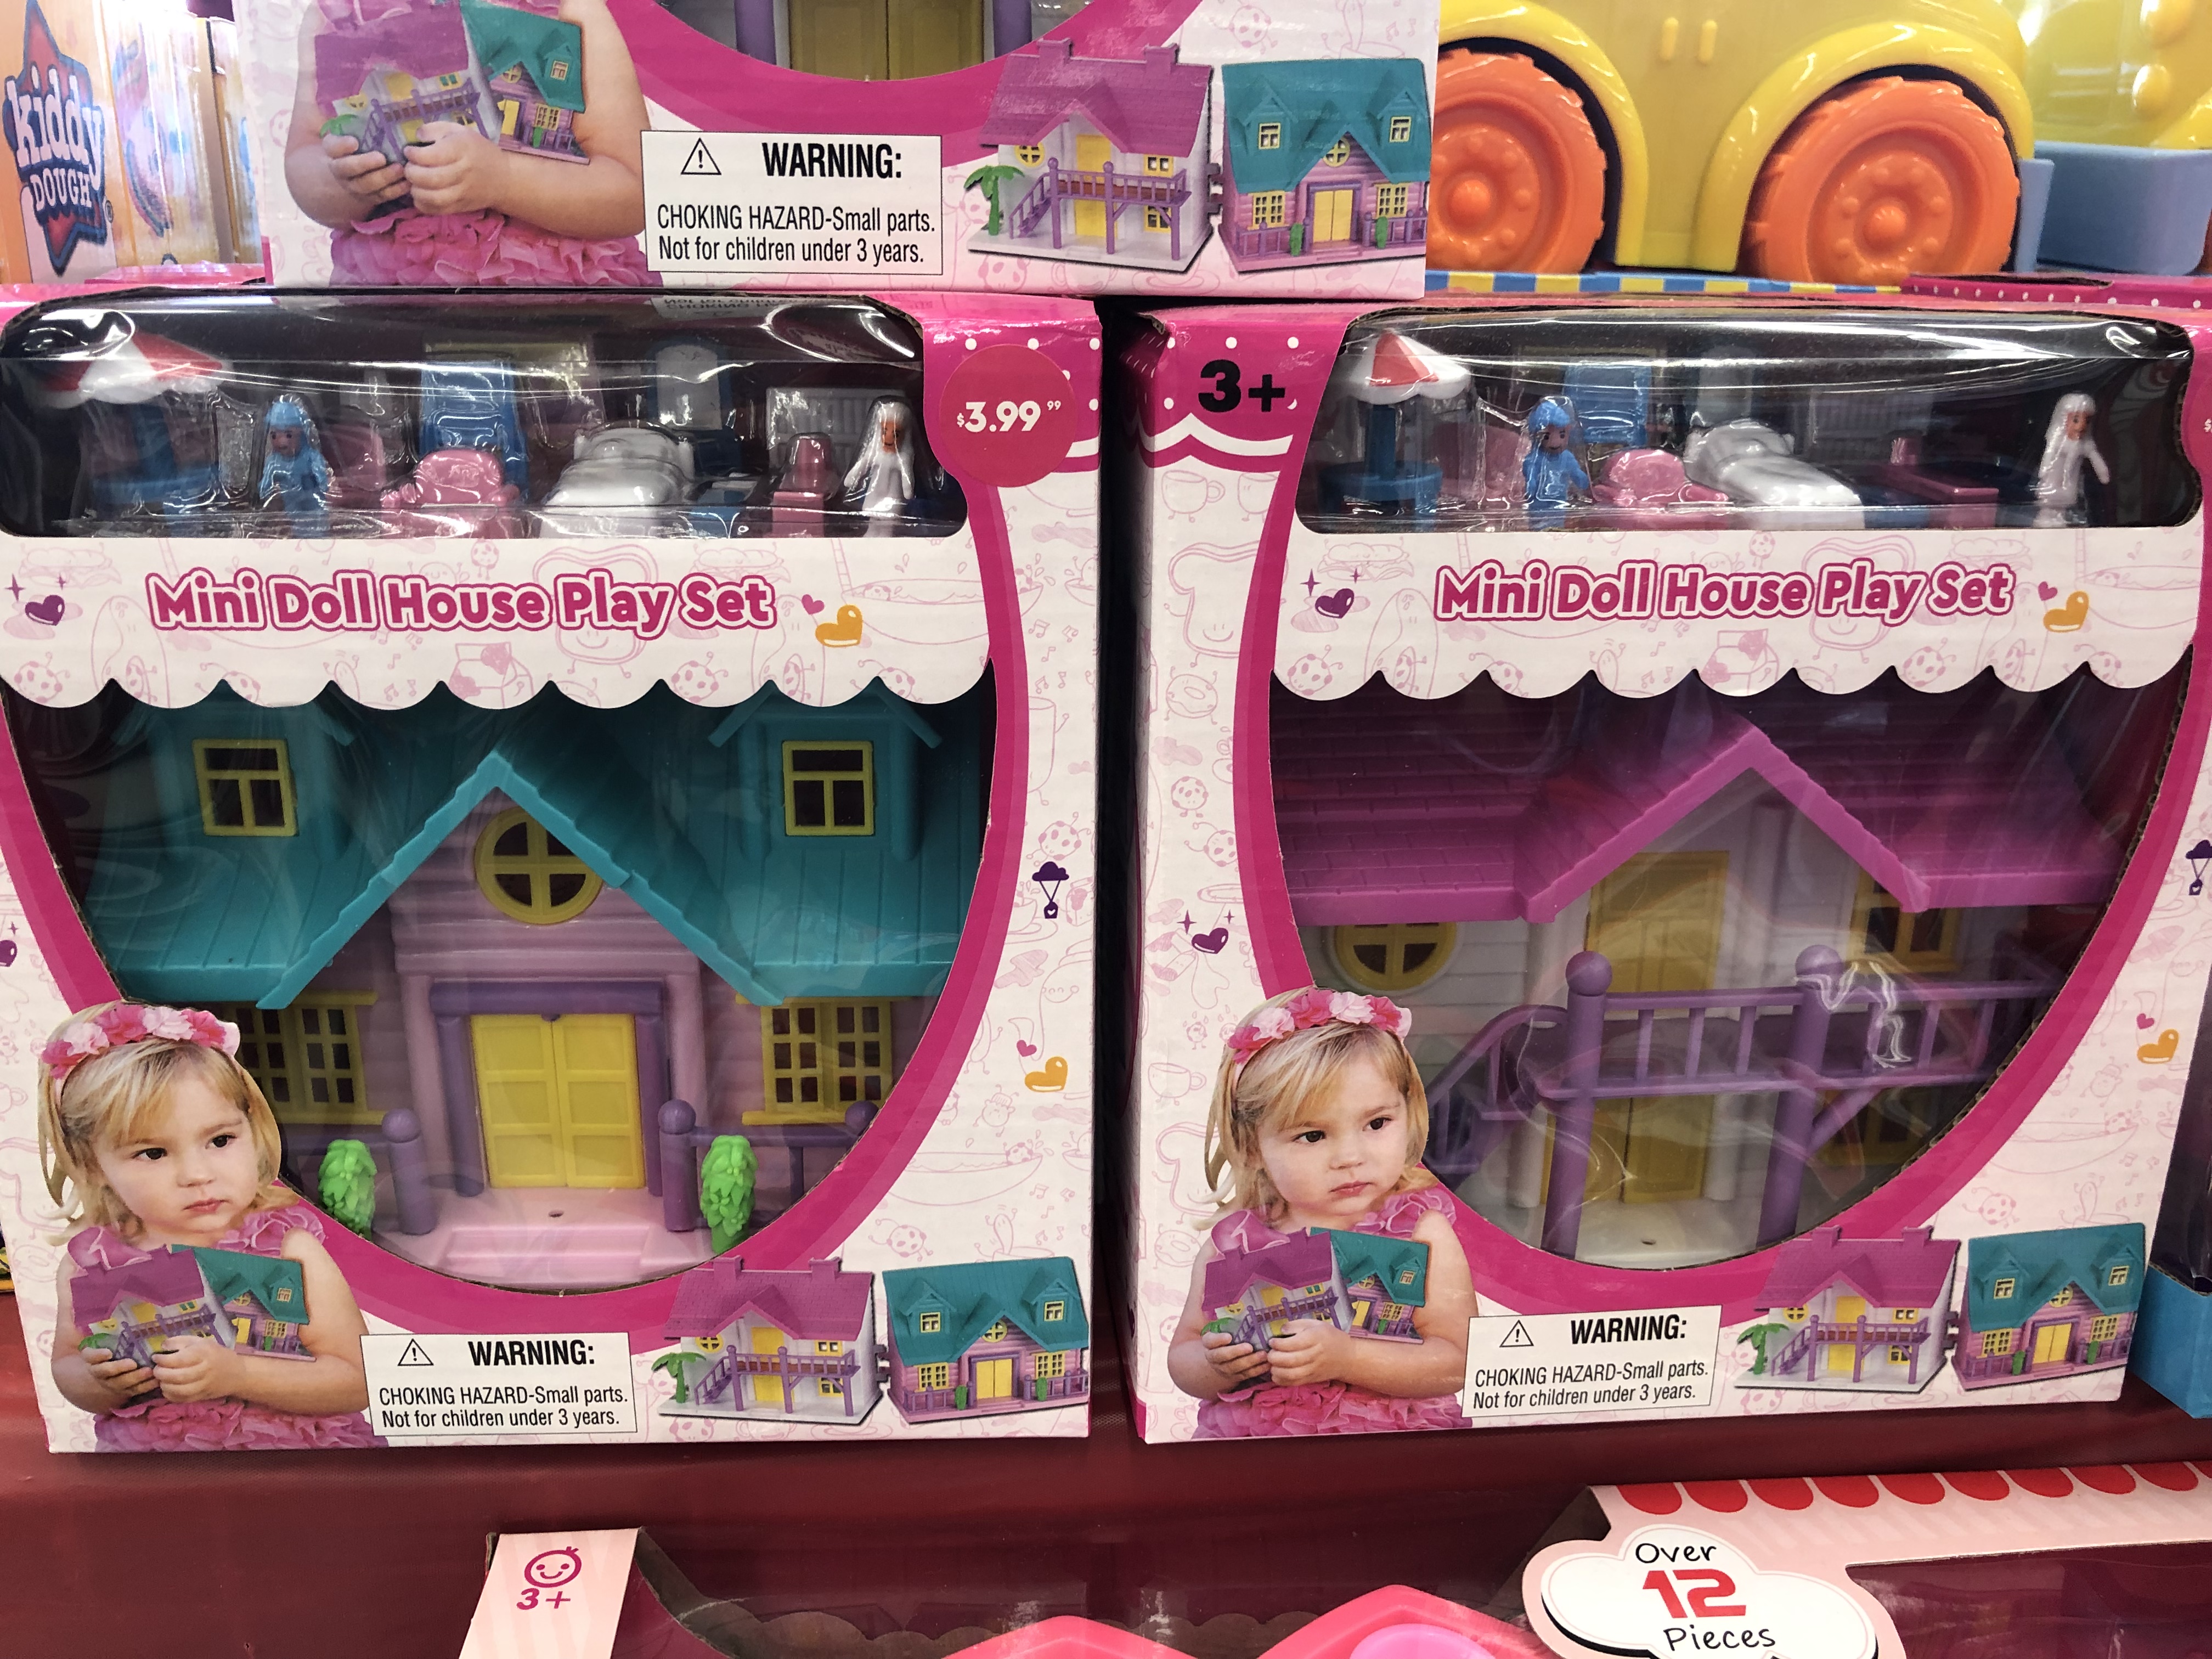 kiddy
DOUGH®
WARNING:
CHOKING HAZARD-Small parts.
Not for children under 3 years.
$3.99 99
3+
$
Mini Doll House Play Set
Mini Doll House Play Set
WARNING:
CHOKING HAZARD-Small parts.
Not for children under 3 years.
WARNING:
CHOKING HAZARD-Small parts.
Not for children under 3 years.
3+
Over
12
Pieces